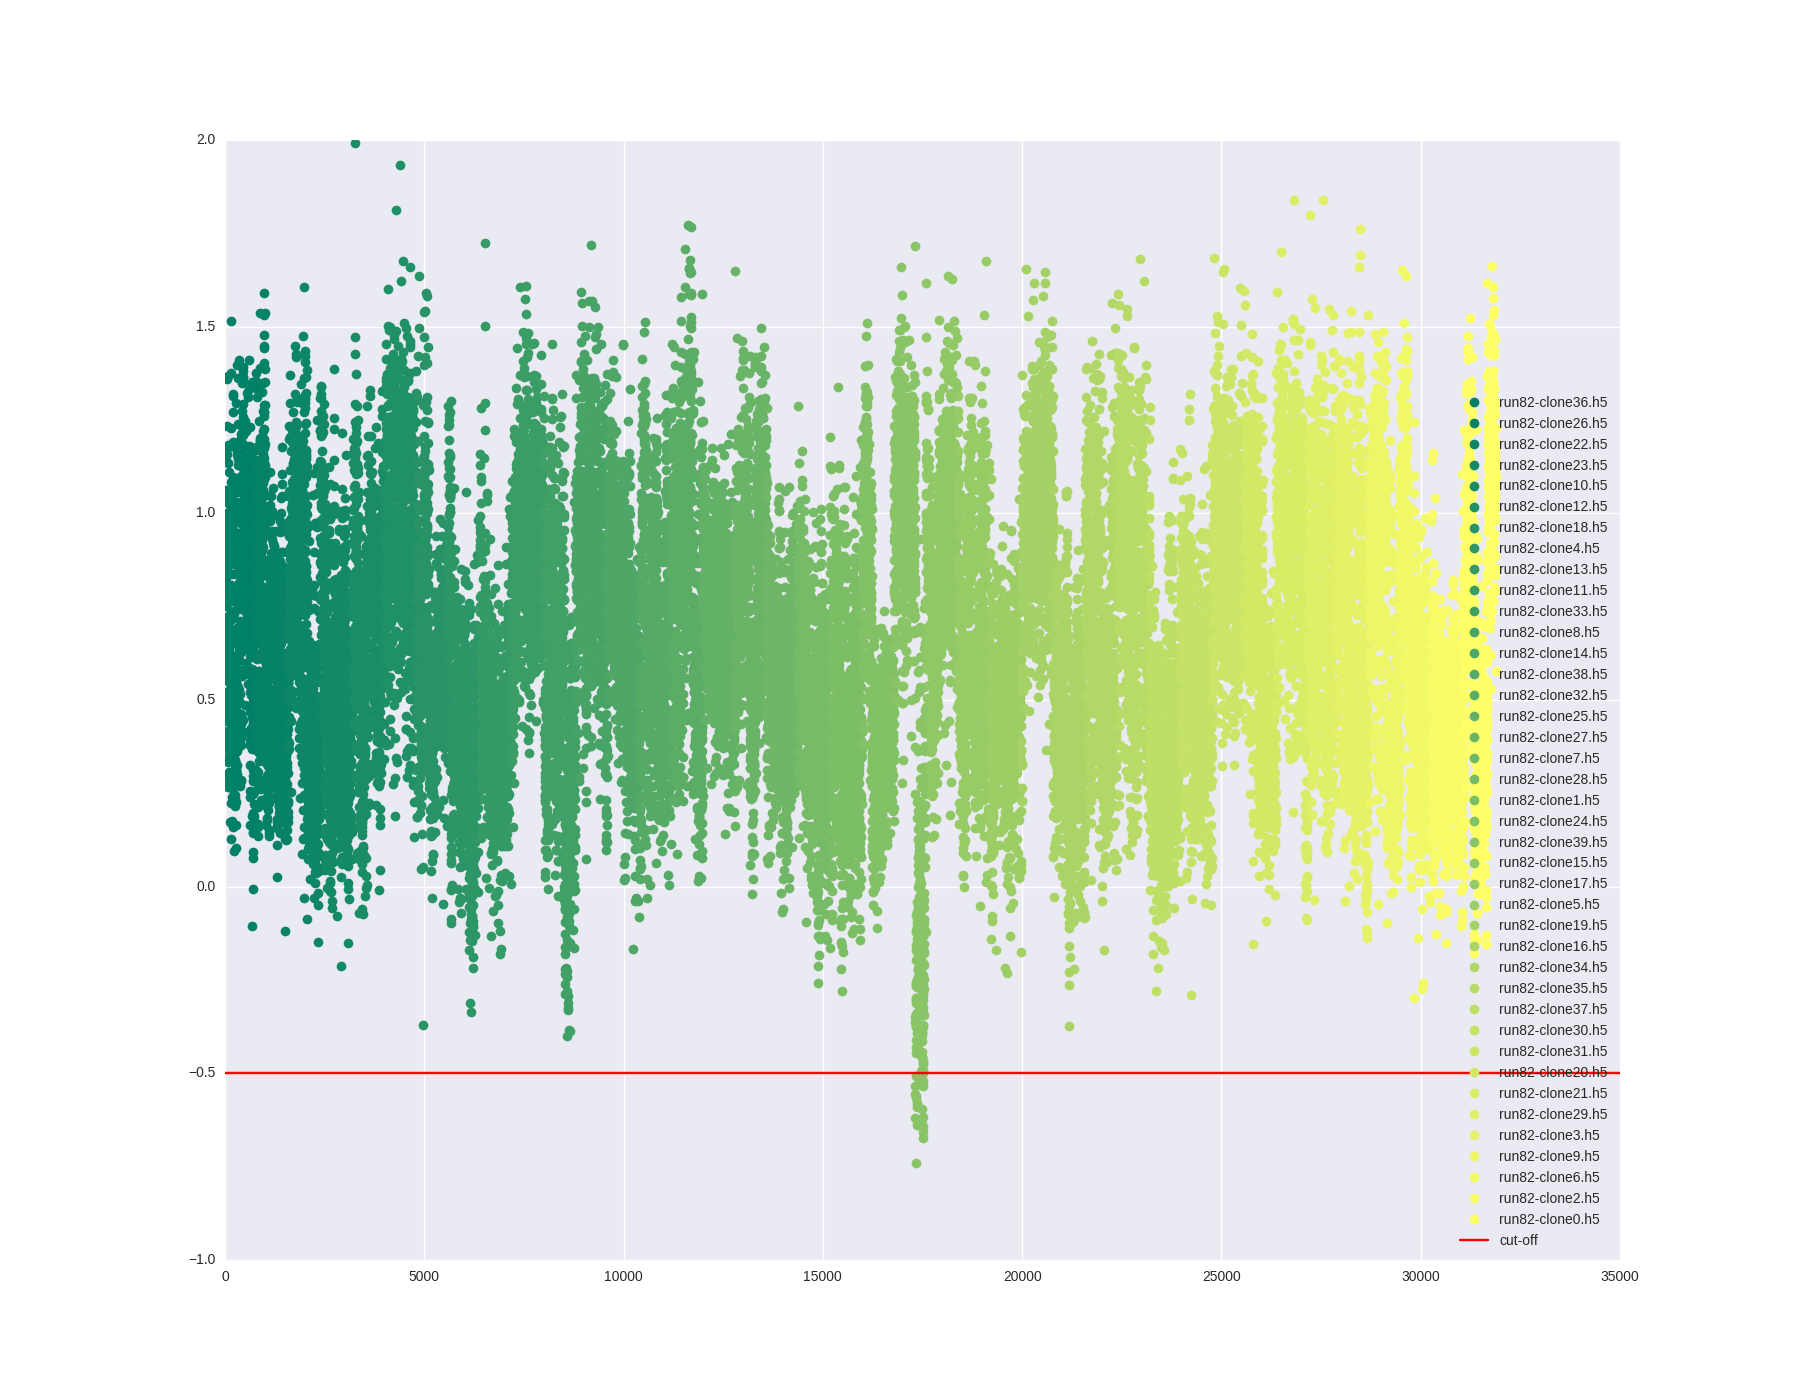 2.0
1.5
1.0
0.5
0.0
−0.5
−1.0
0
5000
10000
15000
20000
25000
30000
35000
run82-clone36.h5
run82-clone26.h5
run82-clone22.h5
run82-clone23.h5
run82-clone10.h5
run82-clone12.h5
run82-clone18.h5
run82-clone4.h5
run82-clone13.h5
run82-clone11.h5
run82-clone33.h5
run82-clone8.h5
run82-clone14.h5
run82-clone38.h5
run82-clone32.h5
run82-clone25.h5
run82-clone27.h5
run82-clone7.h5
run82-clone28.h5
run82-clone1.h5
run82-clone24.h5
run82-clone39.h5
run82-clone15.h5
run82-clone17.h5
run82-clone5.h5
run82-clone19.h5
run82-clone16.h5
run82-clone34.h5
run82-clone35.h5
run82-clone37.h5
run82-clone30.h5
run82-clone31.h5
run82-clone20.h5
run82-clone21.h5
run82-clone29.h5
run82-clone3.h5
run82-clone9.h5
run82-clone6.h5
run82-clone2.h5
run82-clone0.h5
cut-off